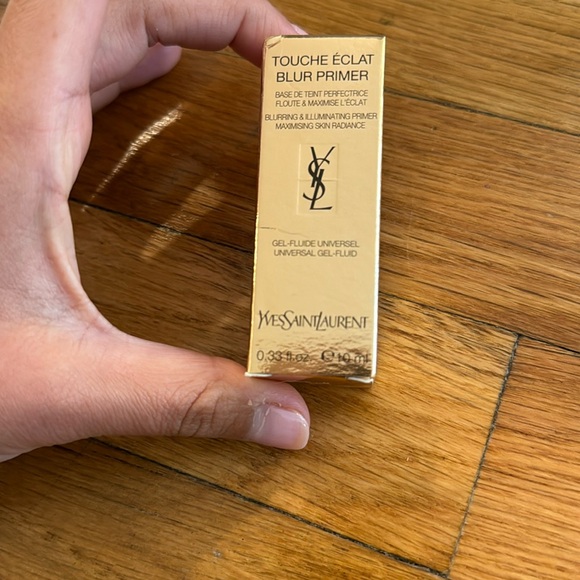 TOUCHE ÉCLAT
BLUR PRIMER
BASE DE TEINT PERFECTRICE
FLOUTE & MAXIMISE L'ÉCLAT
BLURRING & ILLUMINATING PRIMER
MAXIMISING SKIN RADIANCE
YSL
GEL-FLUIDE UNIVERSEL
UNIVERSAL GEL-FLUID
YVESSAINTLAURENT
0.33 fl.oz. ℮ 10 ml